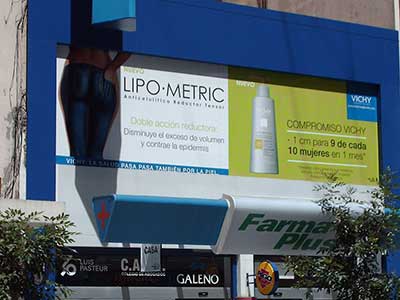 NUEVO
LIPO·METRIC
Anticelulítico Reductor Tensor
Doble acción reductora:
Disminuye el exceso de volumen
y contrae la epidermis
VICHY. LA SALUD PASA TAMBIÉN POR LA PIEL.
NUEVO
VICHY
COMPROMISO VICHY
- 1 cm para 9 de cada
10 mujeres en 1 mes*
Farma
Plus
LUIS
PASTEUR
CASA
GALENO